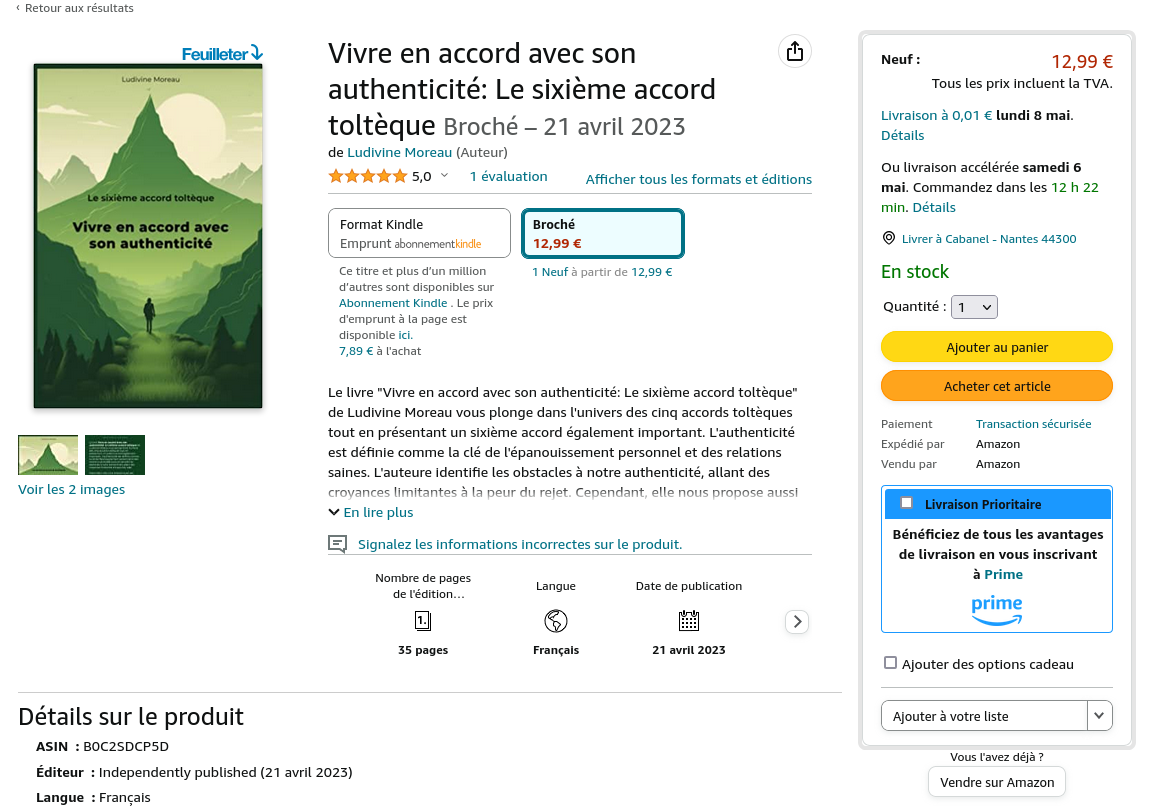 ‹ Retour aux résultats
Feuilleter
Ludivine Moreau
Le sixième accord toltèque
Vivre en accord avec
son authenticité
Voir les 2 images
Vivre en accord avec son
authenticité: Le sixième accord
toltèque Broché – 21 avril 2023
de Ludivine Moreau (Auteur)
5,0 1 évaluation
Afficher tous les formats et éditions
Format Kindle
Emprunt abonnementkindle
Broché
12,99 €
Ce titre et plus d’un million
d’autres sont disponibles sur
Abonnement Kindle . Le prix
d'emprunt à la page est
disponible ici.
7,89 € à l'achat
1 Neuf à partir de 12,99 €
Le livre "Vivre en accord avec son authenticité: Le sixième accord toltèque"
de Ludivine Moreau vous plonge dans l'univers des cinq accords toltèques
tout en présentant un sixième accord également important. L'authenticité
est définie comme la clé de l'épanouissement personnel et des relations
saines. L'auteure identifie les obstacles à notre authenticité, allant des
croyances limitantes à la peur du rejet. Cependant, elle nous propose aussi
En lire plus
Signalez les informations incorrectes sur le produit.
Nombre de pages
de l'édition…
1.
35 pages
Langue
Français
Date de publication
21 avril 2023
Neuf : 12,99 €
Tous les prix incluent la TVA.
Livraison à 0,01 € lundi 8 mai.
Détails
Ou livraison accélérée samedi 6
mai. Commandez dans les 12 h 22
min. Détails
Livrer à Cabanel - Nantes 44300
En stock
Quantité : 1
Ajouter au panier
Acheter cet article
Paiement Transaction sécurisée
Expédié par Amazon
Vendu par Amazon
Livraison Prioritaire
Bénéficiez de tous les avantages
de livraison en vous inscrivant
à Prime
prime
Ajouter des options cadeau
Ajouter à votre liste
Vous l'avez déjà ?
Vendre sur Amazon
Détails sur le produit
ASIN : B0C2SDCP5D
Éditeur : Independently published (21 avril 2023)
Langue : Français